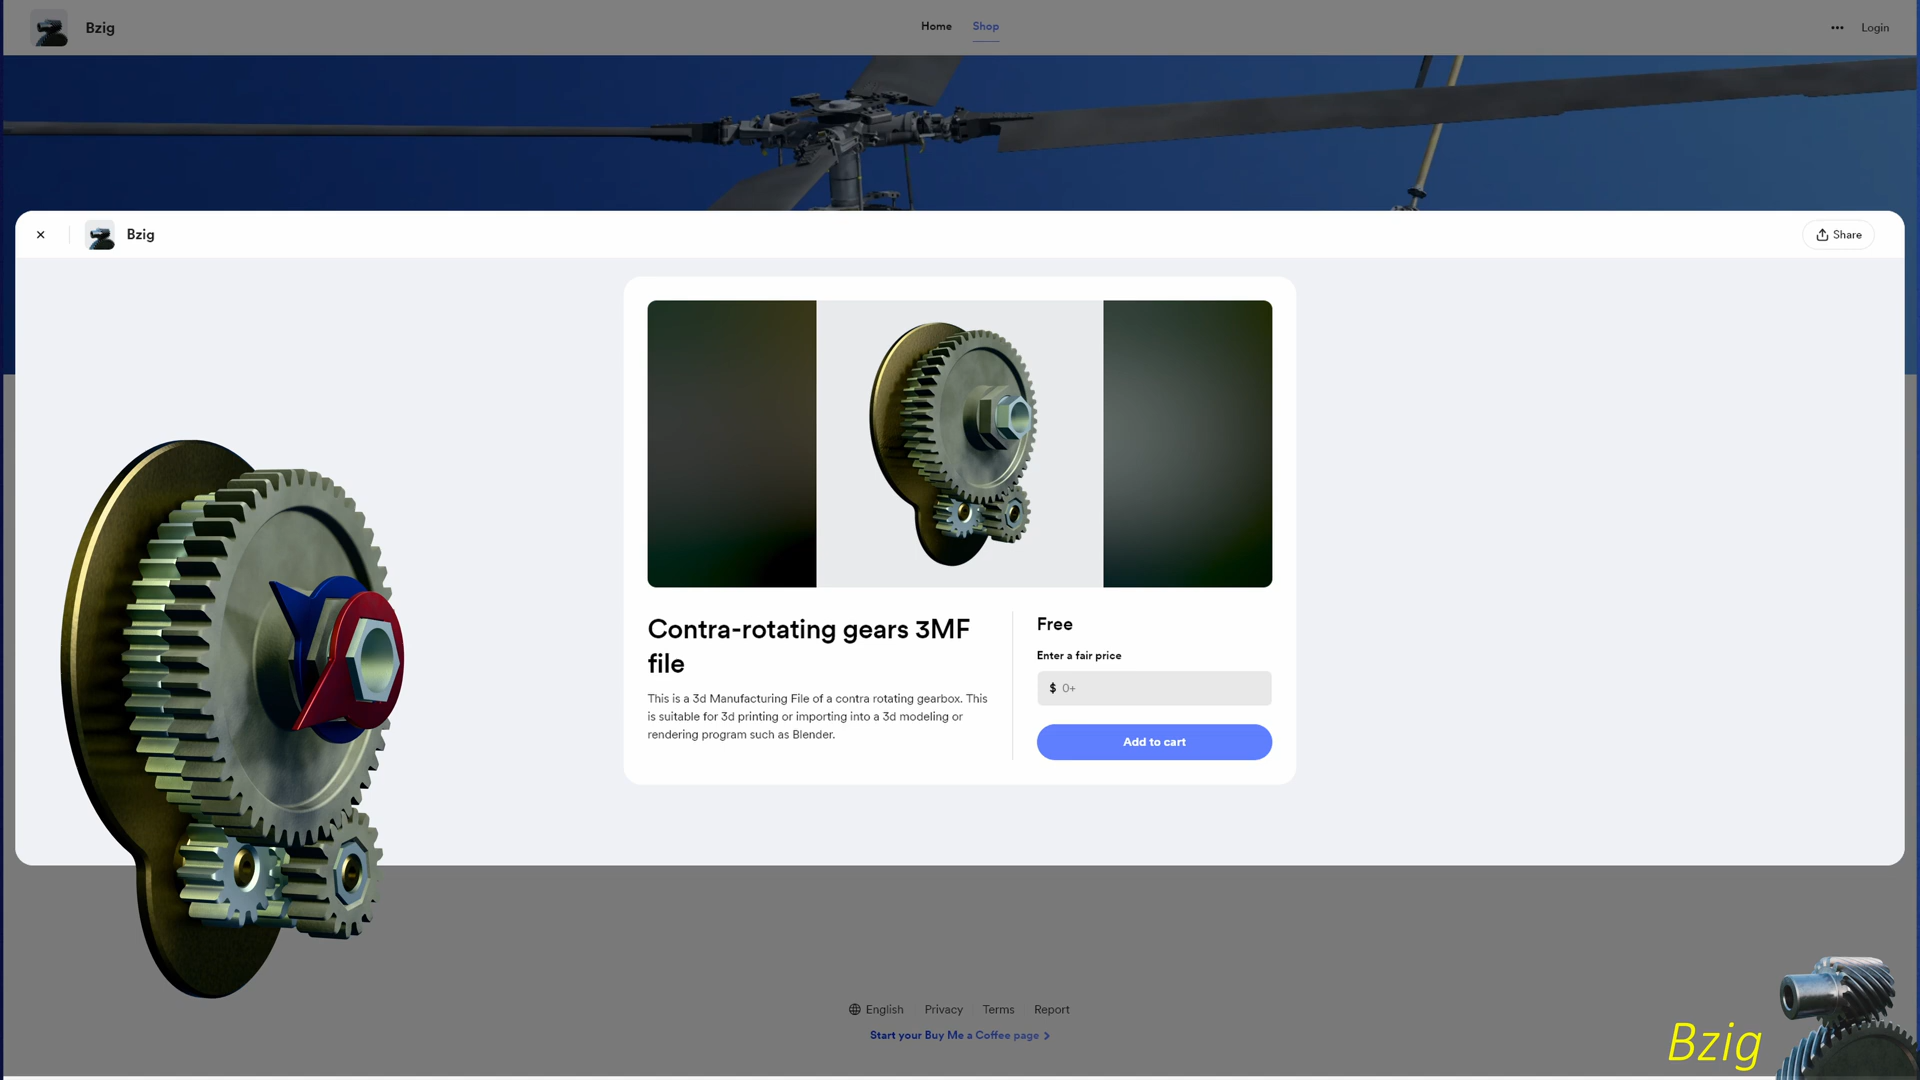 Bzig
Home
Shop
Login
Bzig
Share
Contra-rotating gears 3MF
file
This is a 3d Manufacturing File of a contra rotating gearbox. This
is suitable for 3d printing or importing into a 3d modeling or
rendering program such as Blender.
Free
Enter a fair price
$ 0+
Add to cart
English Privacy Terms Report
Start your Buy Me a Coffee page
Bzig